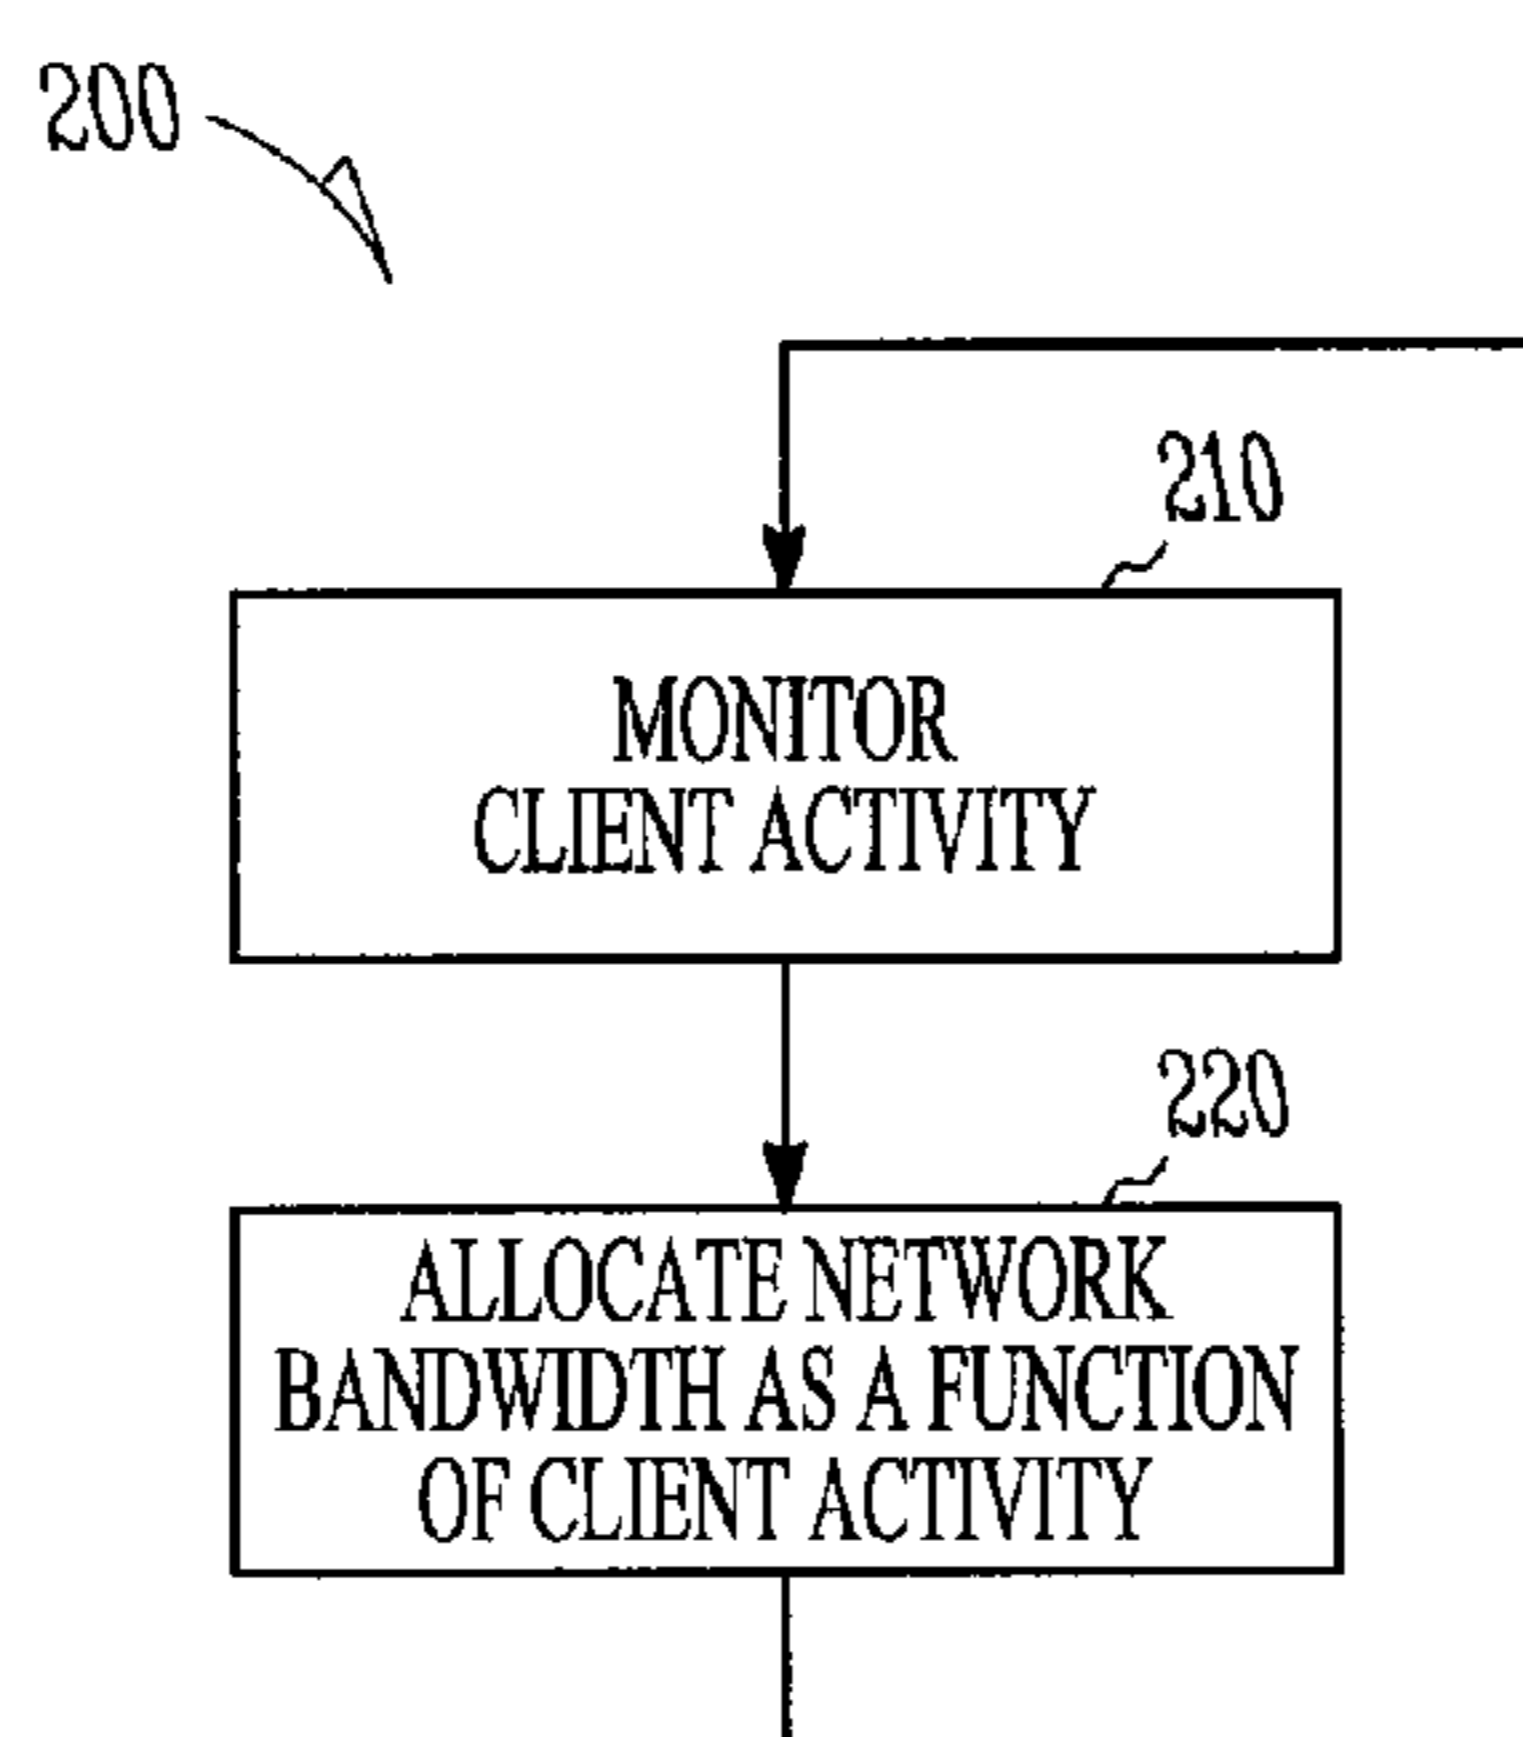 200
210
MONITOR
CLIENT ACTIVITY
220
ALLOCATE NETWORK
BANDWIDTH AS A FUNCTION
OF CLIENT ACTIVITY